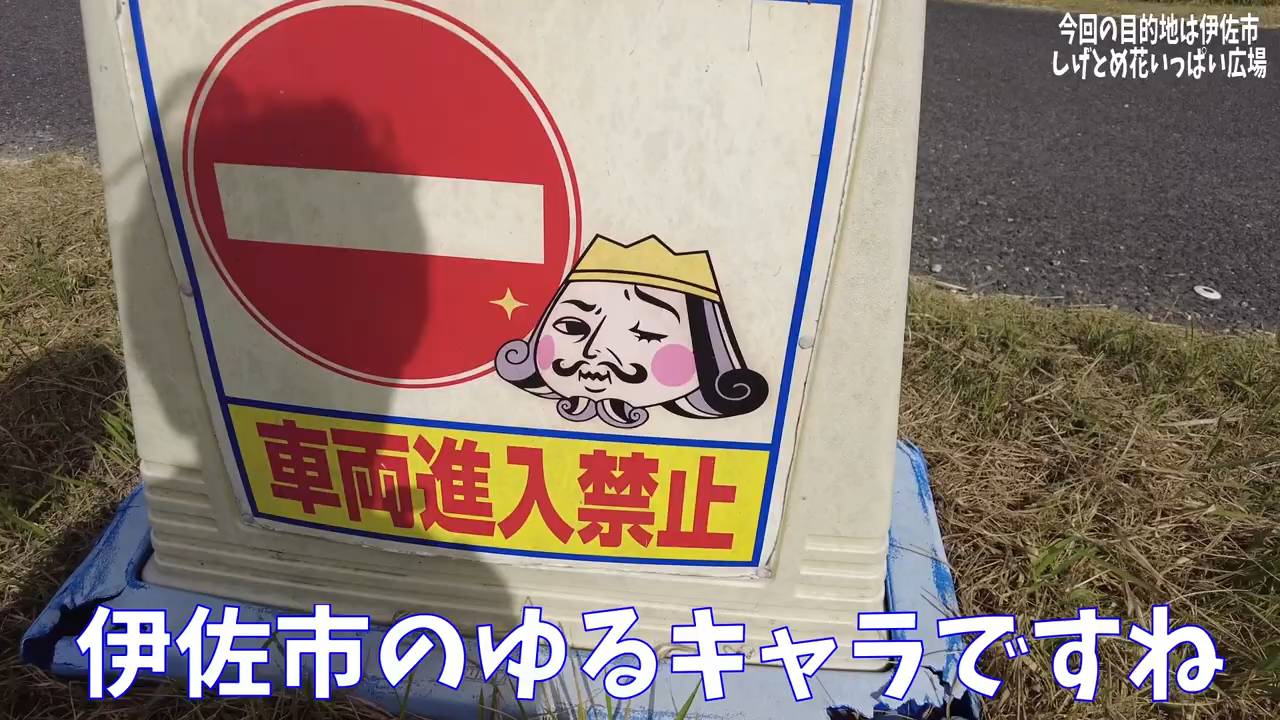 今回の目的地は伊佐市
しげとめ花いっぱい広場
車両進入禁止
伊佐市のゆるキャラですね